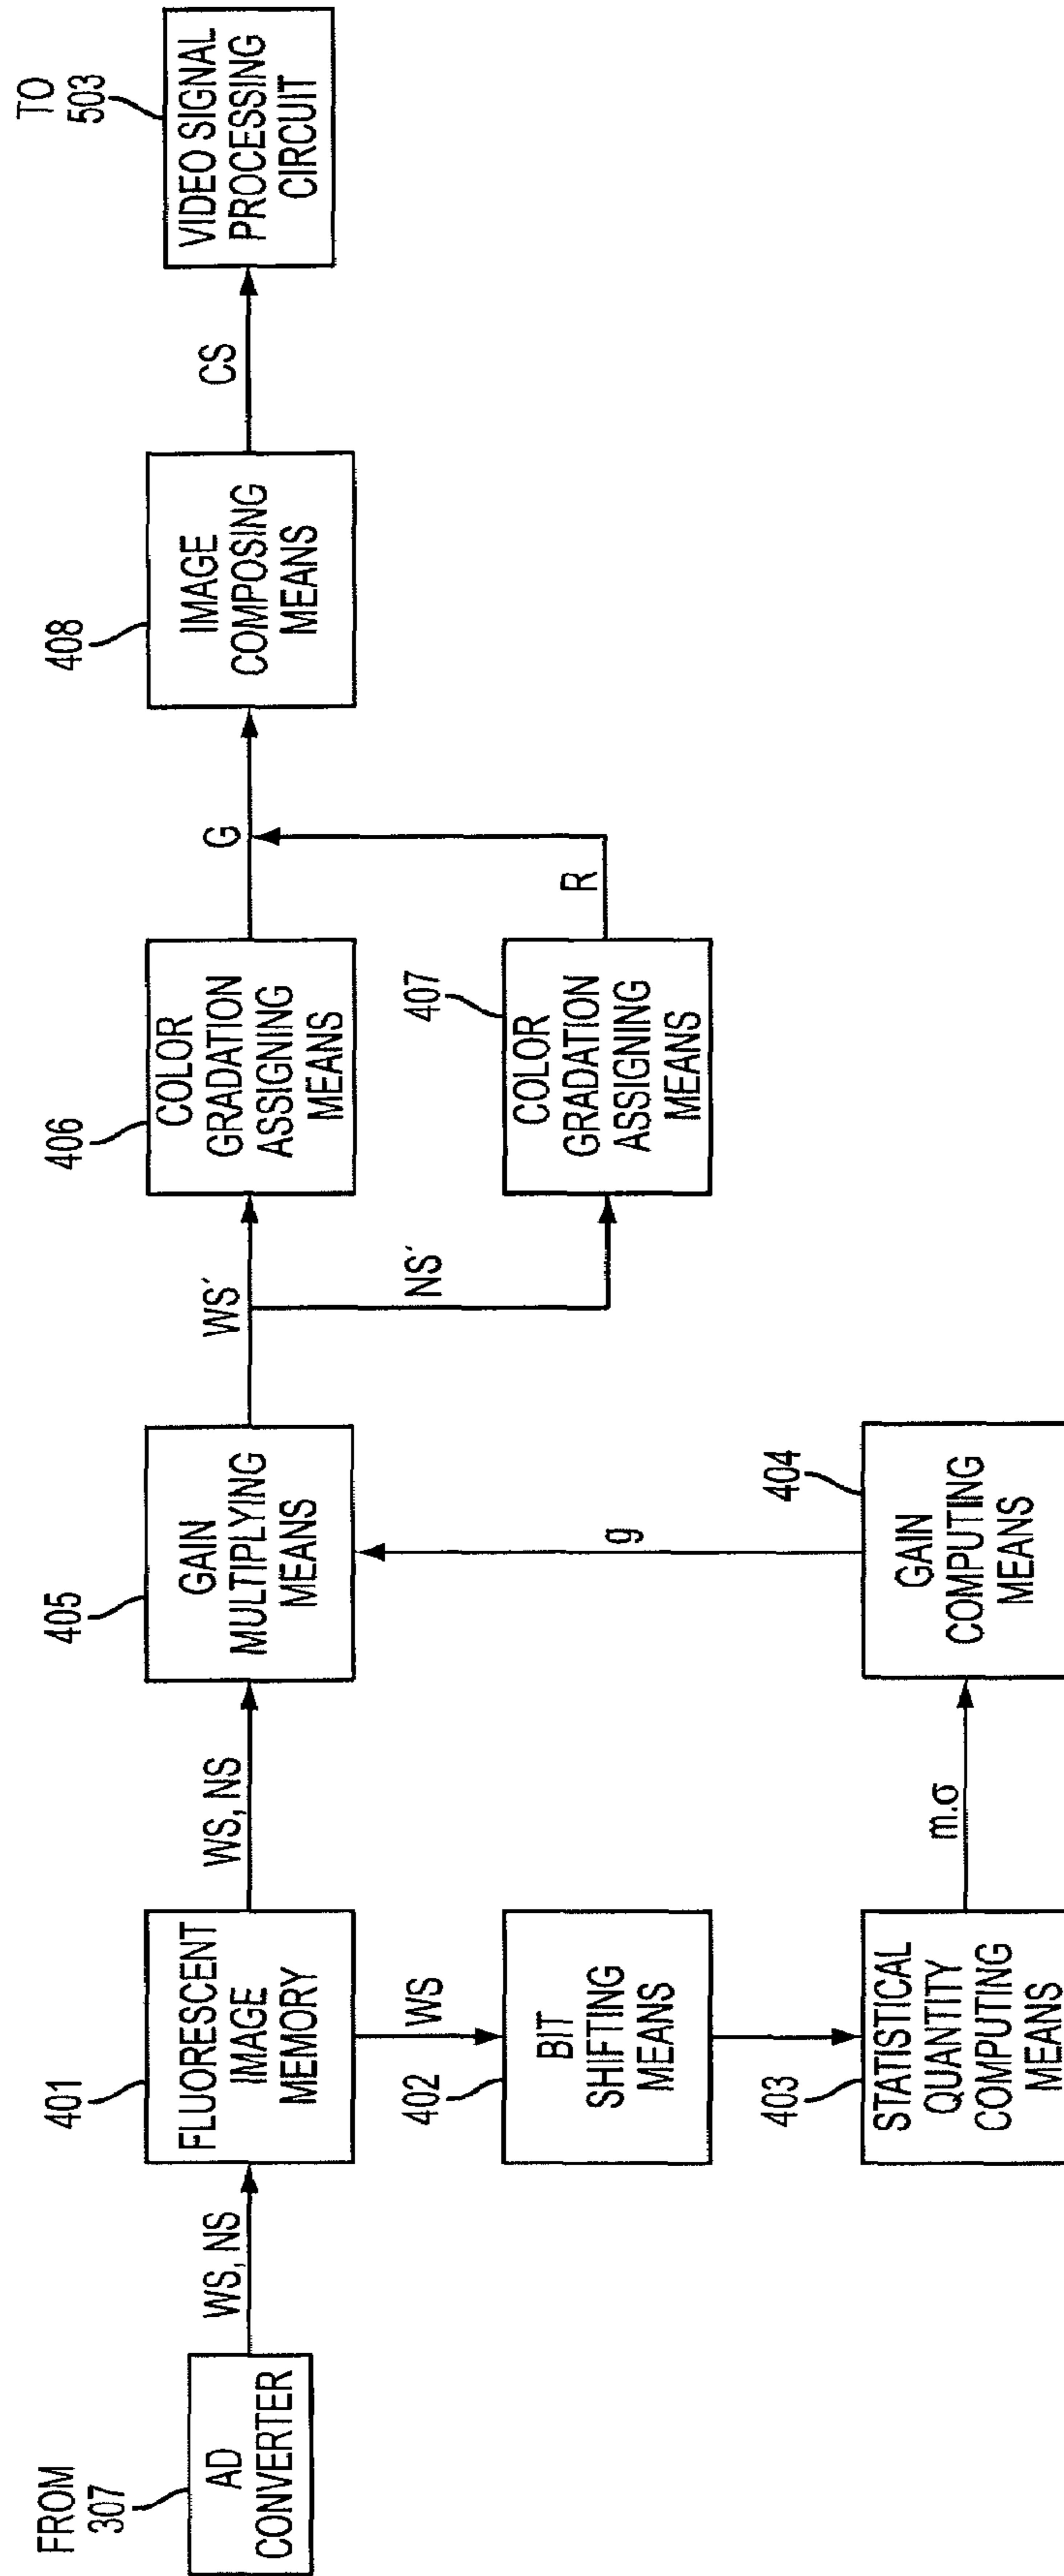 FROM
307
AD
CONVERTER
WS, NS
401
FLUORESCENT
IMAGE
MEMORY
WS
402
BIT
SHIFTING
MEANS
403
STATISTICAL
QUANTITY
COMPUTING
MEANS
m.σ
404
GAIN
COMPUTING
MEANS
g
WS, NS
405
GAIN
MULTIPLYING
MEANS
WS´
NS´
406
COLOR
GRADATION
ASSIGNING
MEANS
407
COLOR
GRADATION
ASSIGNING
MEANS
G
R
408
IMAGE
COMPOSING
MEANS
CS
TO
503
VIDEO SIGNAL
PROCESSING
CIRCUIT